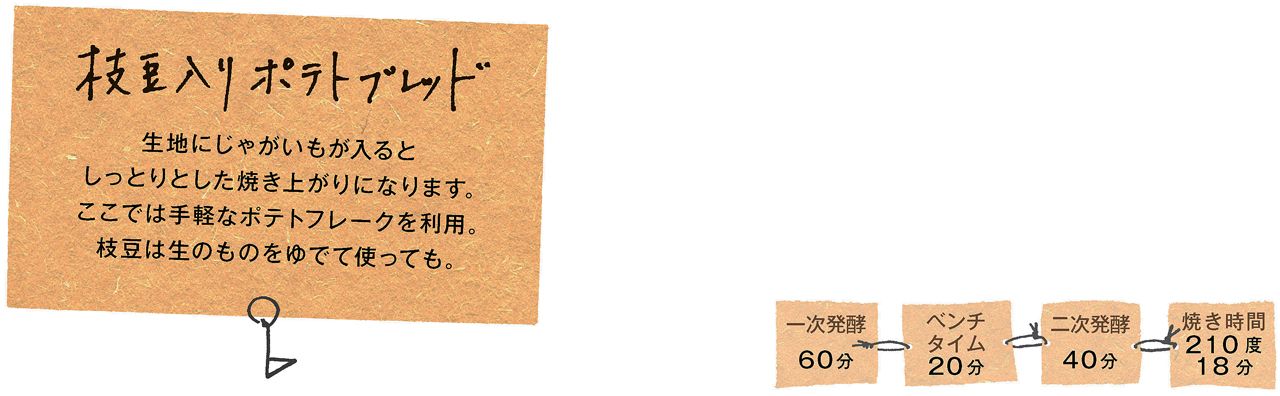 枝豆入りポテトブレッド
生地にじゃがいもが入ると
しっとりとした焼き上がりになります。
ここでは手軽なポテトフレークを利用。
枝豆は生のものをゆでて使っても。
一次発酵
60分
ベンチ
タイム
20分
二次発酵
40分
焼き時間
210度
18分